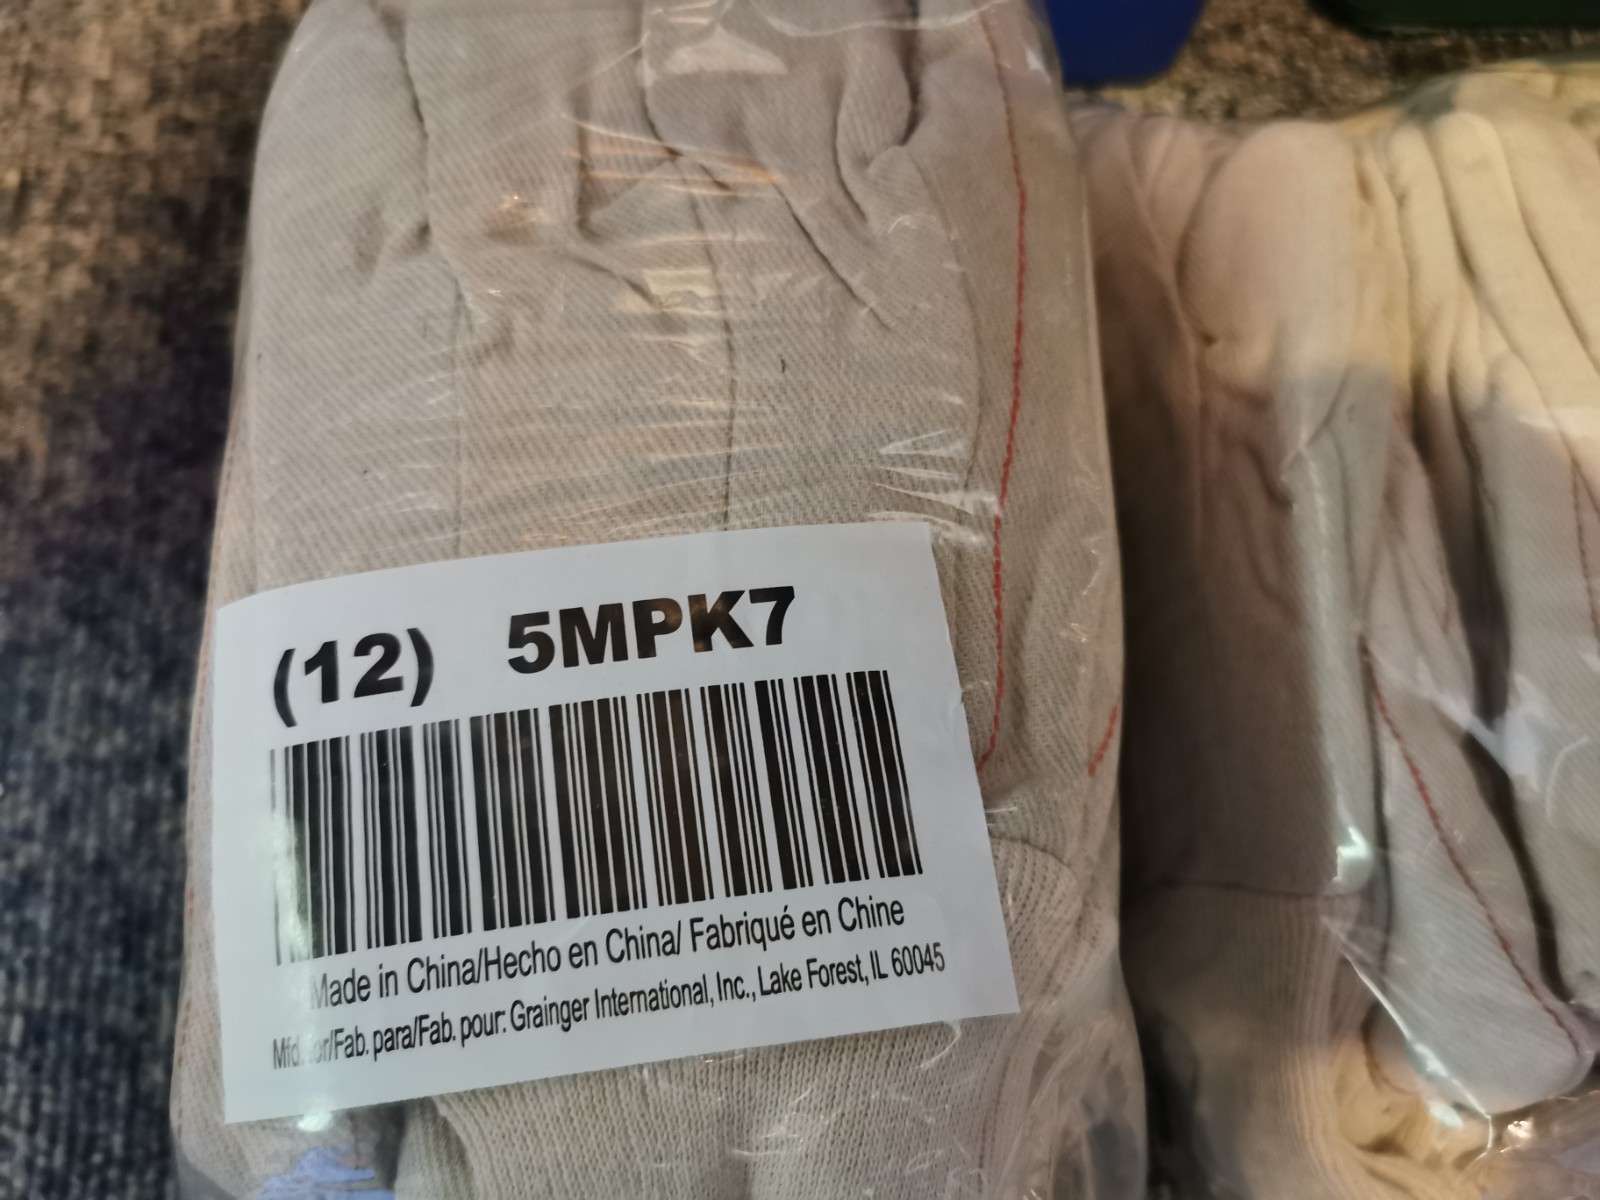 (12) 5MPK7
Made in China/Hecho en China/ Fabriqué en Chine
Mfd. for/Fab. para/Fab. pour: Grainger International, Inc., Lake Forest, IL 60045